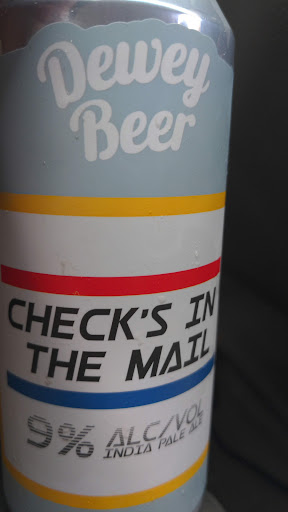 Dewey
Beer
CHECK'S IN
THE MAIL
9% ALC/VOL
INDIA PALE ALE